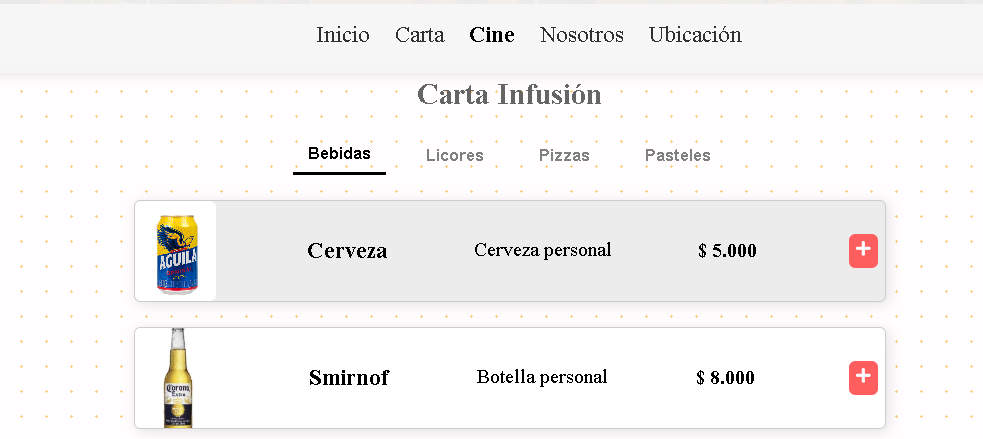 Inicio Carta Cine Nosotros Ubicación
Carta Infusión
Bebidas Licores Pizzas Pasteles
AGUILA
Cerveza Cerveza personal $ 5.000 +
Corona
Extra
Smirnof Botella personal $ 8.000 +